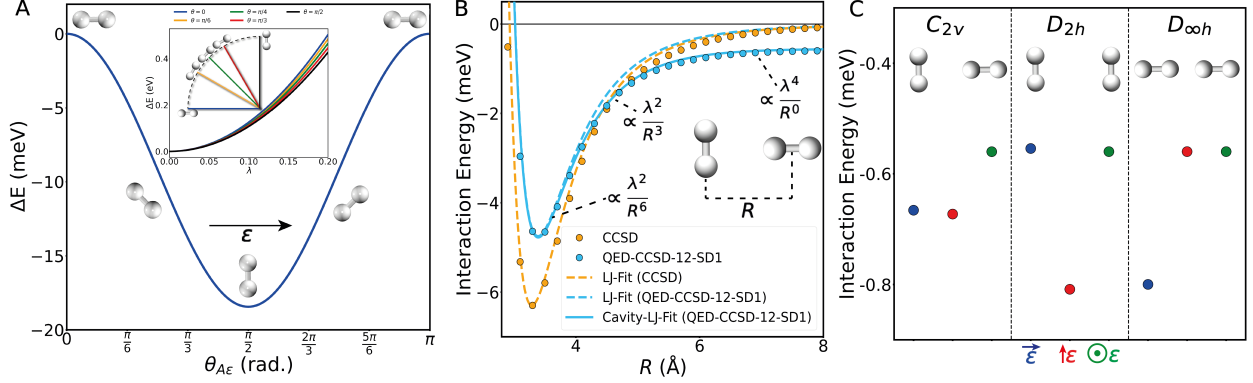 A
θ = 0
θ = π/6
θ = π/4
θ = π/3
θ = π/2
ΔE (eV)
0.4
0.2
0.0
0.00 0.05 0.10 0.15 0.20
λ
ΔE (meV)
0
−5
−10
−15
−20
ε
0 π/6 π/3 π/2 2π/3 5π/6 π
θ_Aε (rad.)
B
Interaction Energy (meV)
0
−2
−4
−6
∝ λ²/R³
∝ λ⁴/R⁰
∝ λ²/R⁶
R
CCSD
QED-CCSD-12-SD1
LJ-Fit (CCSD)
LJ-Fit (QED-CCSD-12-SD1)
Cavity-LJ-Fit (QED-CCSD-12-SD1)
4 5 6 7 8
R (Å)
C
C₂ᵥ D₂ₕ D∞ₕ
Interaction Energy (meV)
-0.4
-0.6
-0.8
ε ε ε